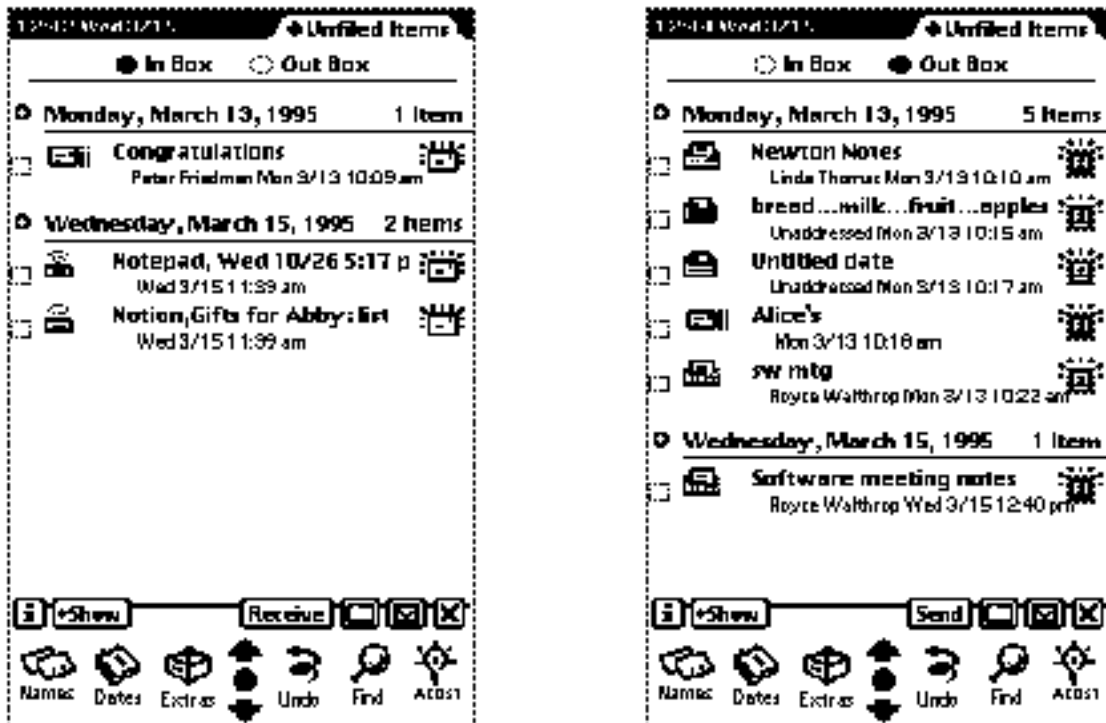 Unfiled Items
In Box Out Box
Monday, March 13, 1995 1 Item
Congratulations
Peter Friedman Mon 3/13 10:09 am
Wednesday, March 15, 1995 2 Items
Notepad, Wed 10/26 5:17 p
Wed 3/15 11:39 am
Notion,Gifts for Abby: list
Wed 3/15 11:39 am
i Show Receive X
Names Dates Extras Undo Find Assist
Unfiled Items
In Box Out Box
Monday, March 13, 1995 5 Items
Newton Notes
Linda Thomas Mon 3/13 10:10 am
bread...milk...fruit...apples
Unaddressed Mon 3/13 10:15 am
Untitled date
Unaddressed Mon 3/13 10:17 am
Alice's
Mon 3/13 10:18 am
sw mtg
Royce Walthrop Mon 3/13 10:22 am
Wednesday, March 15, 1995 1 Item
Software meeting notes
Royce Walthrop Wed 3/15 12:40 pm
i Show Send X
Names Dates Extras Undo Find Assist